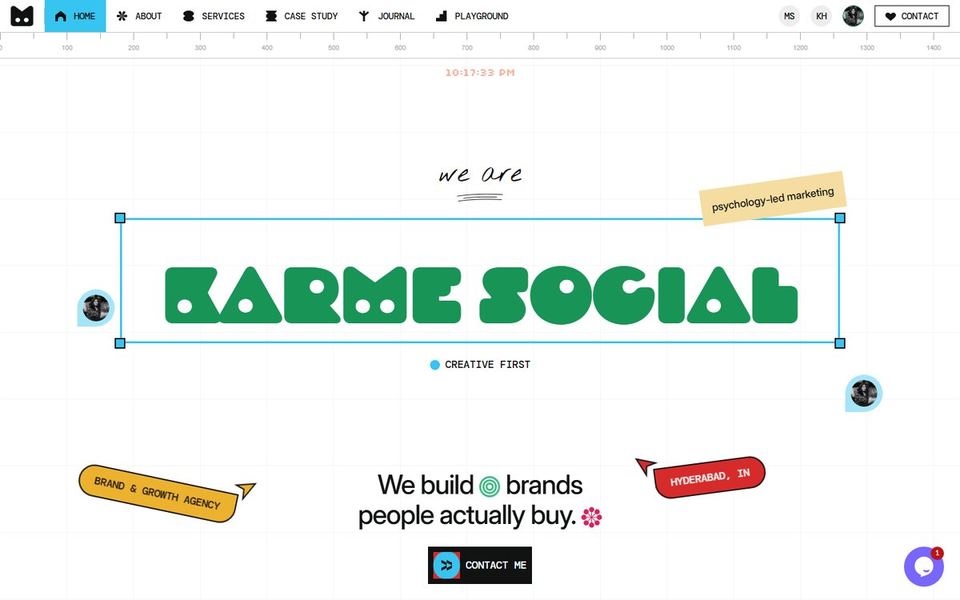 HOME
ABOUT
SERVICES
CASE STUDY
JOURNAL
PLAYGROUND
MS
KH
CONTACT
0 100 200 300 400 500 600 700 800 900 1000 1100 1200 1300 1400
10:17:33 PM
we are
psychology-led marketing
KARME SOCIAL
CREATIVE FIRST
BRAND & GROWTH AGENCY
HYDERABAD, IN
We build brands
people actually buy.
CONTACT ME
1